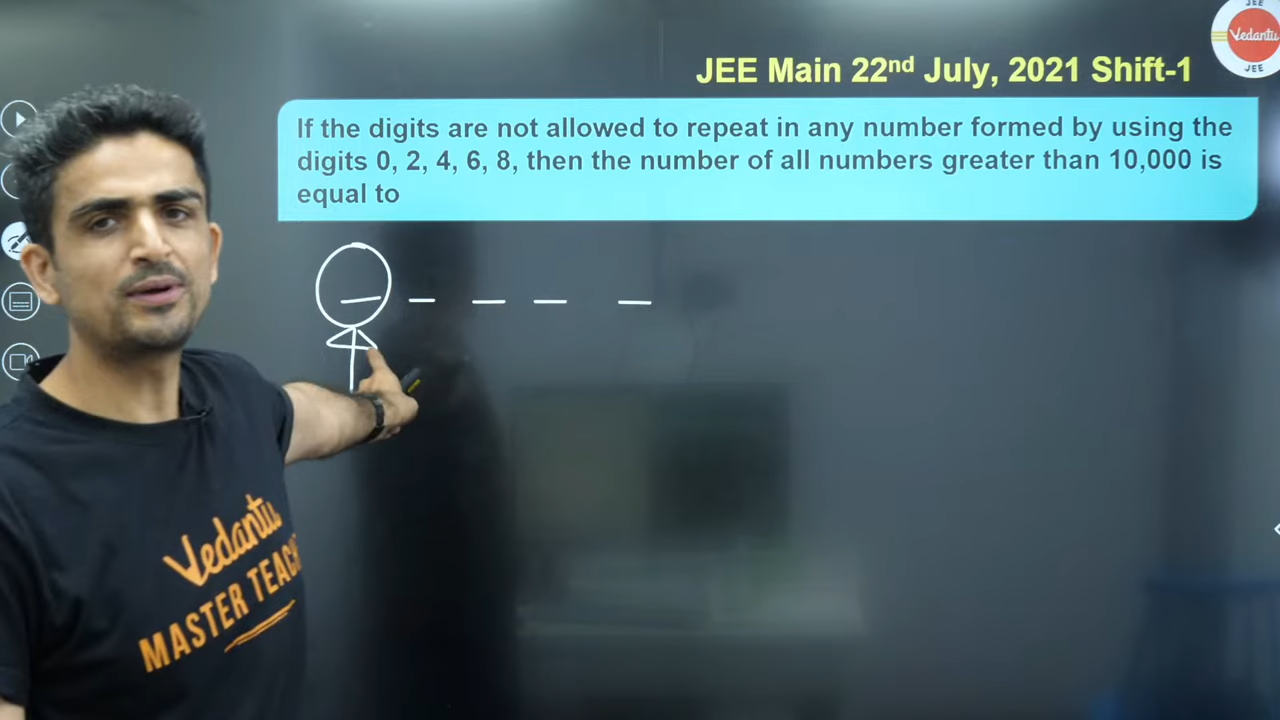 JEE
Vedantu
JEE
JEE Main 22nd July, 2021 Shift-1
If the digits are not allowed to repeat in any number formed by using the
digits 0, 2, 4, 6, 8, then the number of all numbers greater than 10,000 is
equal to
Vedantu
MASTER TEACH